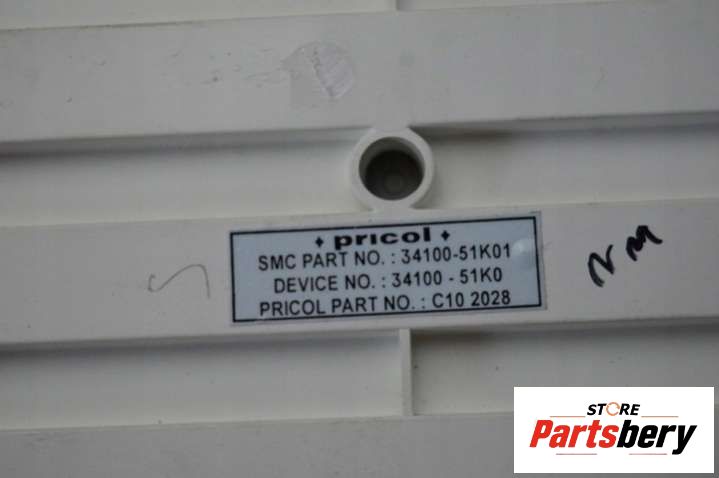 pricol
SMC PART NO. : 34100-51K01
DEVICE NO. : 34100 - 51K0
PRICOL PART NO. : C10 2028
STORE
Partsbery